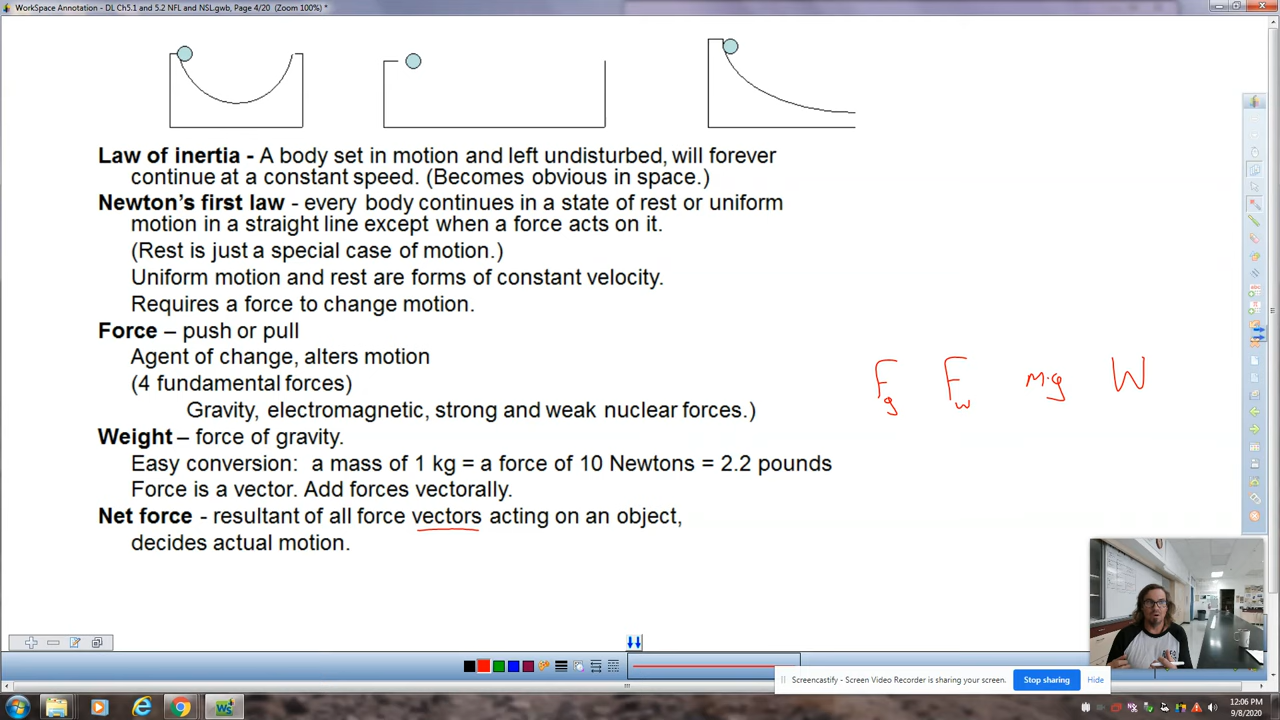 WorkSpace Annotation - DL Ch5.1 and 5.2 NFL and NSL.gwb, Page 4/20 (Zoom 100%) *
Law of inertia - A body set in motion and left undisturbed, will forever
continue at a constant speed. (Becomes obvious in space.)
Newton's first law - every body continues in a state of rest or uniform
motion in a straight line except when a force acts on it.
(Rest is just a special case of motion.)
Uniform motion and rest are forms of constant velocity.
Requires a force to change motion.
Force – push or pull
Agent of change, alters motion
(4 fundamental forces)
Gravity, electromagnetic, strong and weak nuclear forces.)
Fg Fw m·g W
Weight – force of gravity.
Easy conversion: a mass of 1 kg = a force of 10 Newtons = 2.2 pounds
Force is a vector. Add forces vectorally.
Net force - resultant of all force vectors acting on an object,
decides actual motion.
Screencastify - Screen Video Recorder is sharing your screen. Stop sharing Hide
12:06 PM
9/8/2020